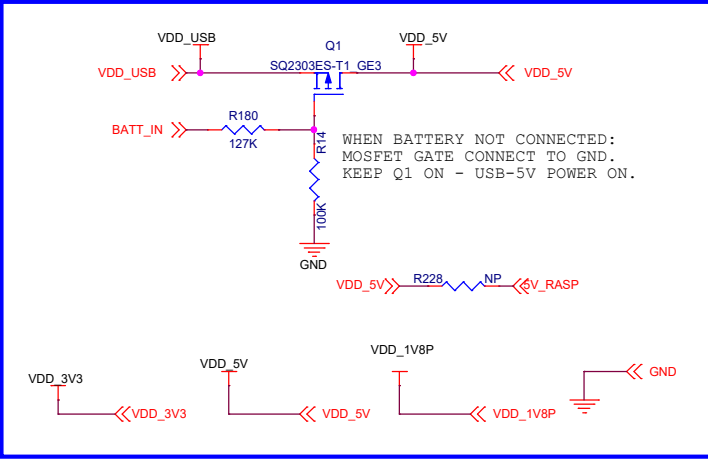 VDD_USB
Q1
VDD_5V
VDD_USB
SQ2303ES-T1_GE3
VDD_5V
BATT_IN
R180
127K
R14
100K
WHEN BATTERY NOT CONNECTED:
MOSFET GATE CONNECT TO GND.
KEEP Q1 ON - USB-5V POWER ON.
GND
VDD_5V
R228
NP
5V_RASP
VDD_3V3
VDD_5V
VDD_1V8P
GND
VDD_3V3
VDD_5V
VDD_1V8P